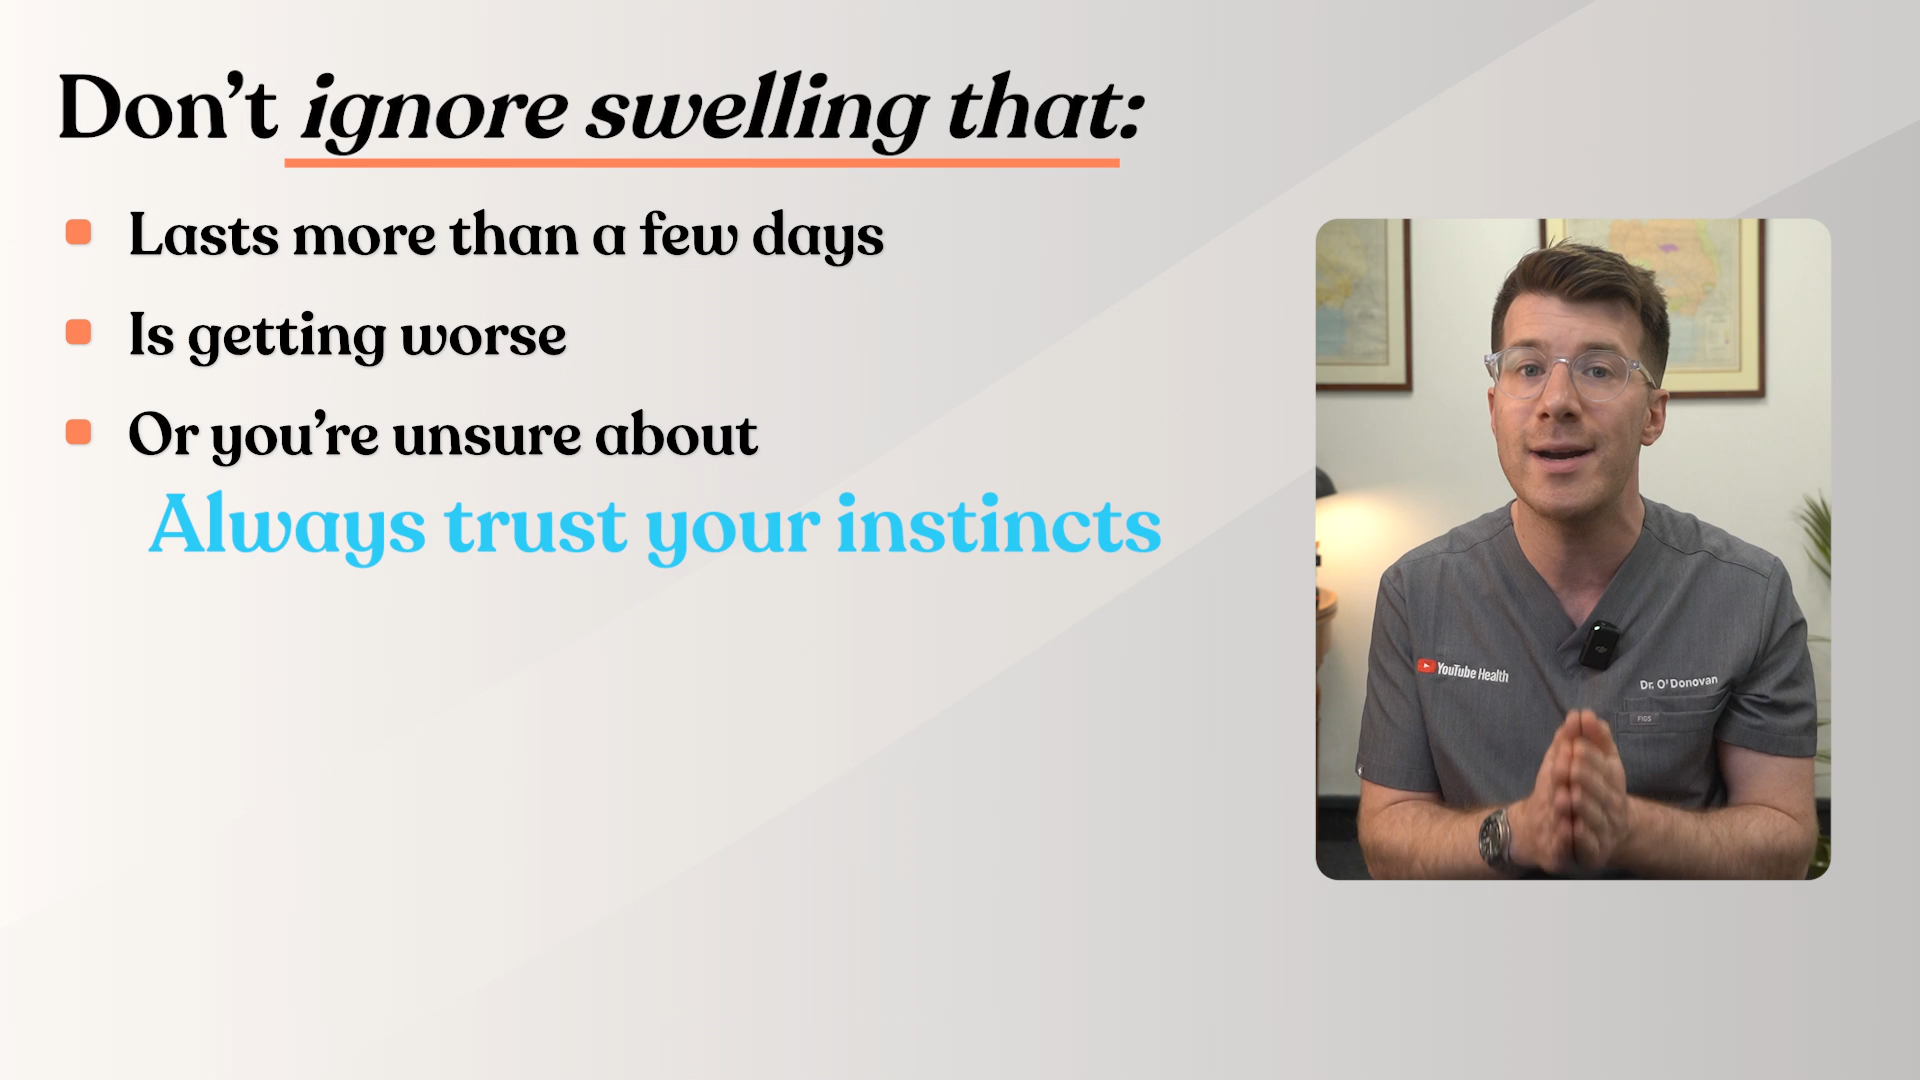 Don’t ignore swelling that:
Lasts more than a few days
Is getting worse
Or you’re unsure about
Always trust your instincts
YouTube Health
Dr. O'Donovan
FIGS